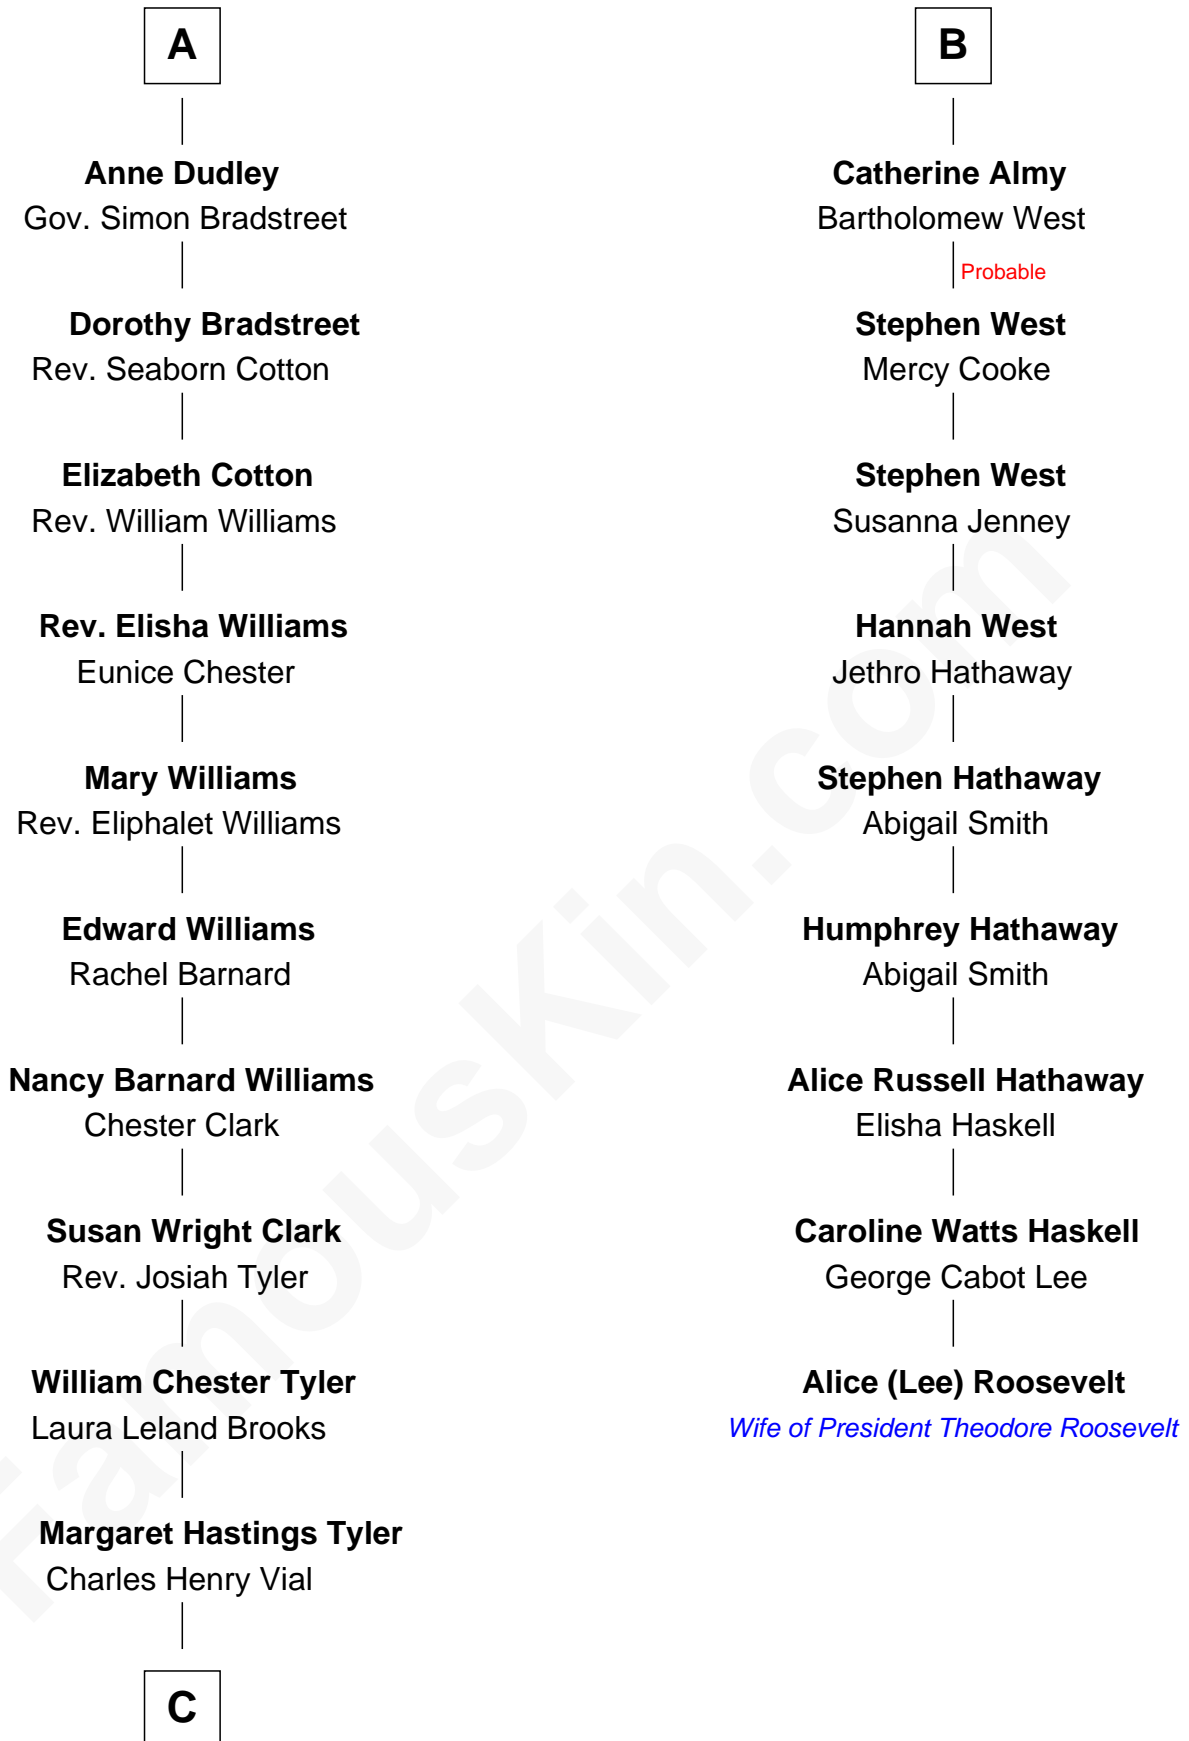 A
Anne Dudley
Gov. Simon Bradstreet
Dorothy Bradstreet
Rev. Seaborn Cotton
Elizabeth Cotton
Rev. William Williams
Rev. Elisha Williams
Eunice Chester
Mary Williams
Rev. Eliphalet Williams
Edward Williams
Rachel Barnard
Nancy Barnard Williams
Chester Clark
Susan Wright Clark
Rev. Josiah Tyler
William Chester Tyler
Laura Leland Brooks
Margaret Hastings Tyler
Charles Henry Vial
C
B
Catherine Almy
Bartholomew West
Probable
Stephen West
Mercy Cooke
Stephen West
Susanna Jenney
Hannah West
Jethro Hathaway
Stephen Hathaway
Abigail Smith
Humphrey Hathaway
Abigail Smith
Alice Russell Hathaway
Elisha Haskell
Caroline Watts Haskell
George Cabot Lee
Alice (Lee) Roosevelt
Wife of President Theodore Roosevelt
FamousKin.com